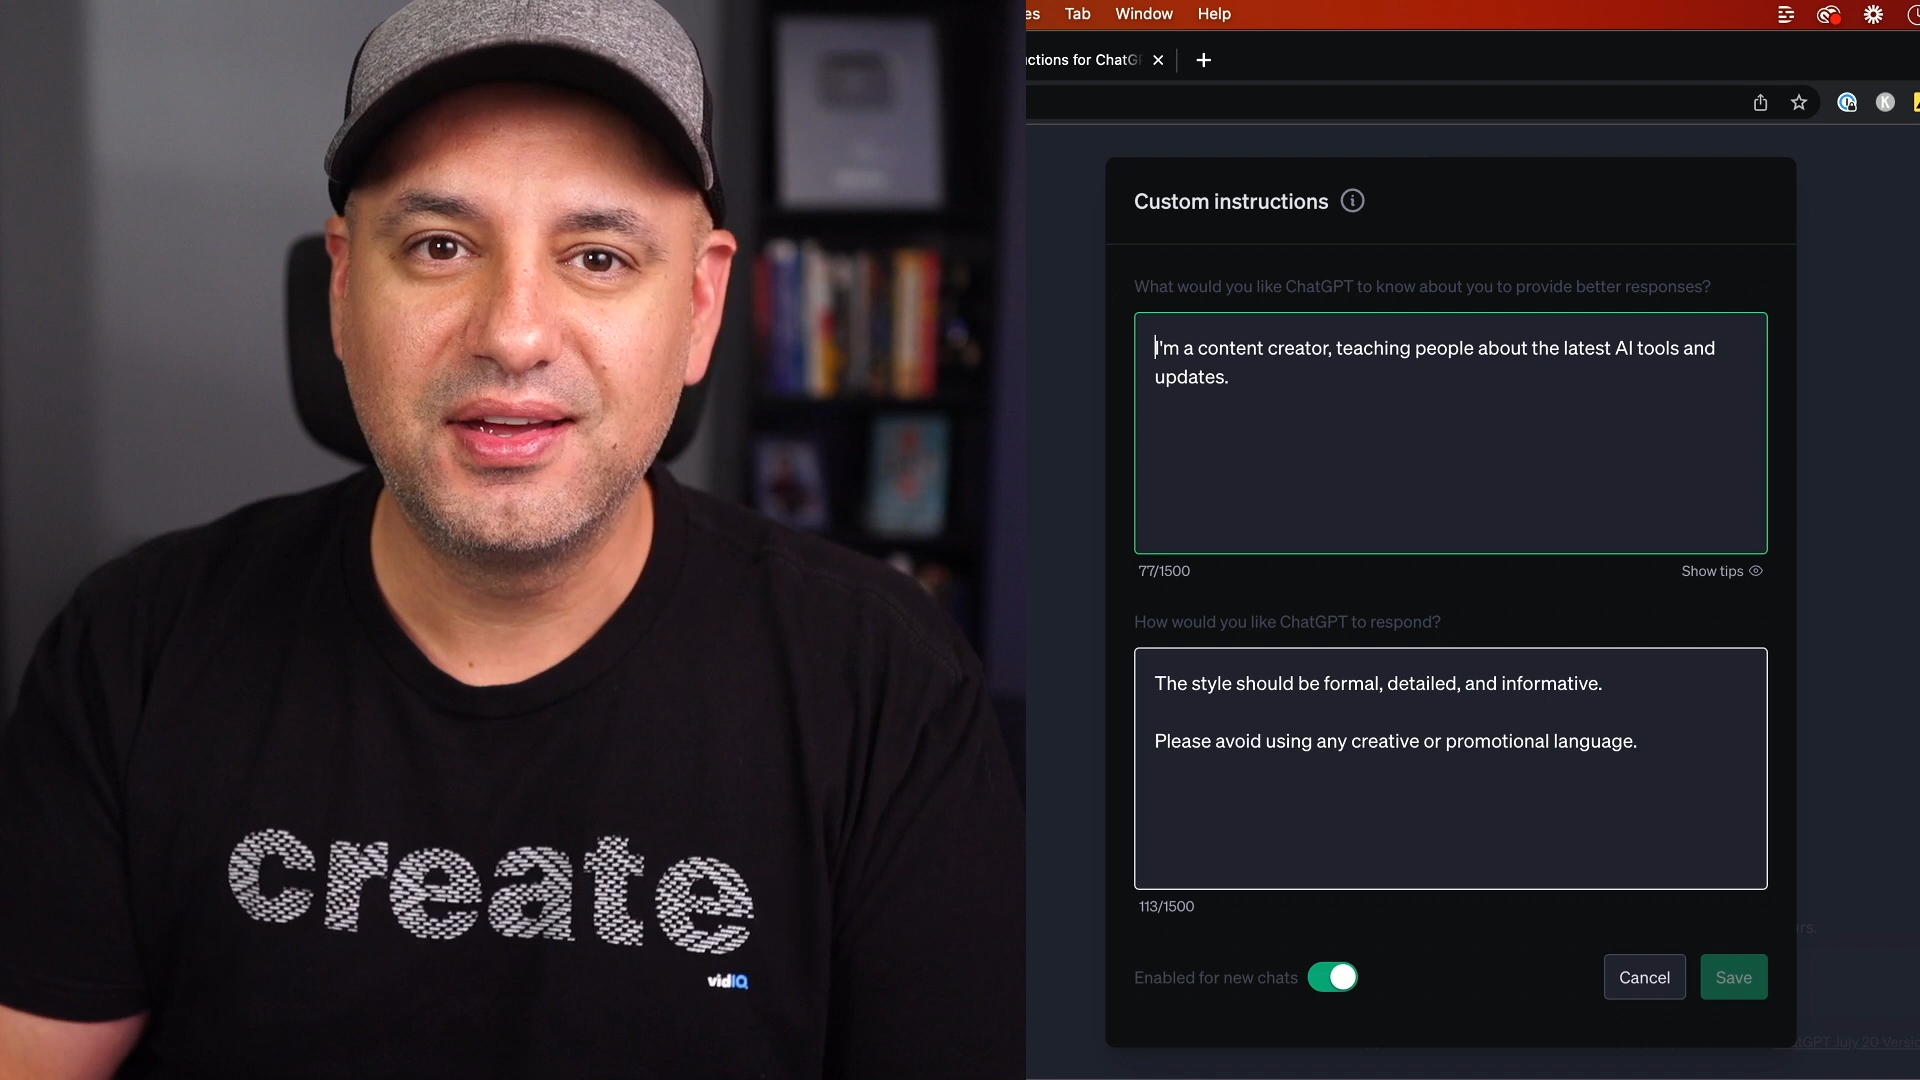 Tab Window Help
ctions for ChatG
K
Custom instructions
What would you like ChatGPT to know about you to provide better responses?
I'm a content creator, teaching people about the latest AI tools and
updates.
77/1500
Show tips
How would you like ChatGPT to respond?
The style should be formal, detailed, and informative.
Please avoid using any creative or promotional language.
113/1500
Enabled for new chats
Cancel
Save
create
vidIQ